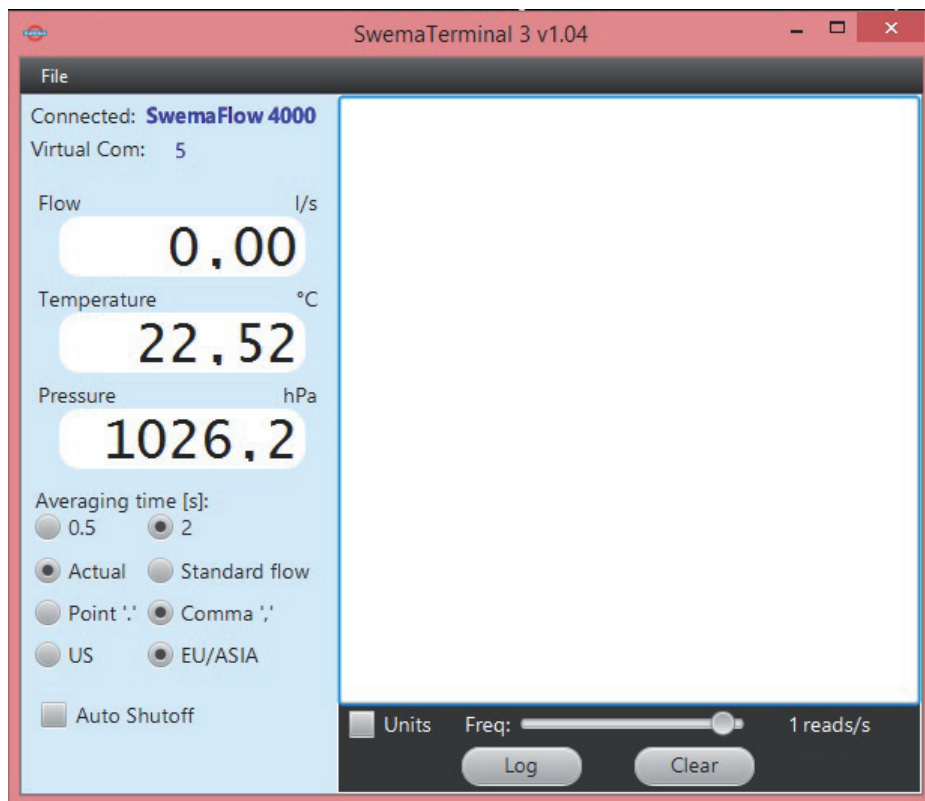 SwemaTerminal 3 v1.04
File
Connected: SwemaFlow 4000
Virtual Com: 5
Flow l/s
0,00
Temperature °C
22,52
Pressure hPa
1026,2
Averaging time [s]:
0.5 2
Actual Standard flow
Point '.' Comma ','
US EU/ASIA
Auto Shutoff
Units Freq: 1 reads/s
Log Clear